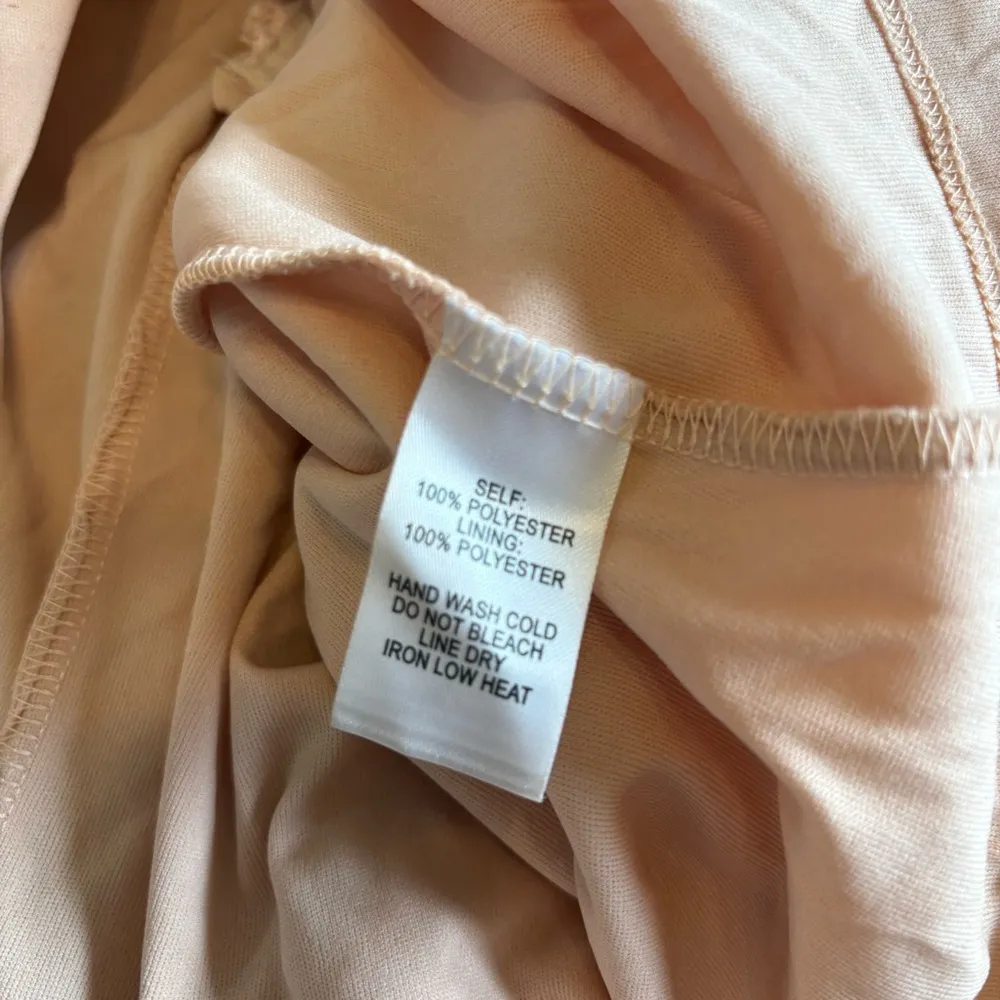 SELF:
100% POLYESTER
LINING:
100% POLYESTER
HAND WASH COLD
DO NOT BLEACH
LINE DRY
IRON LOW HEAT